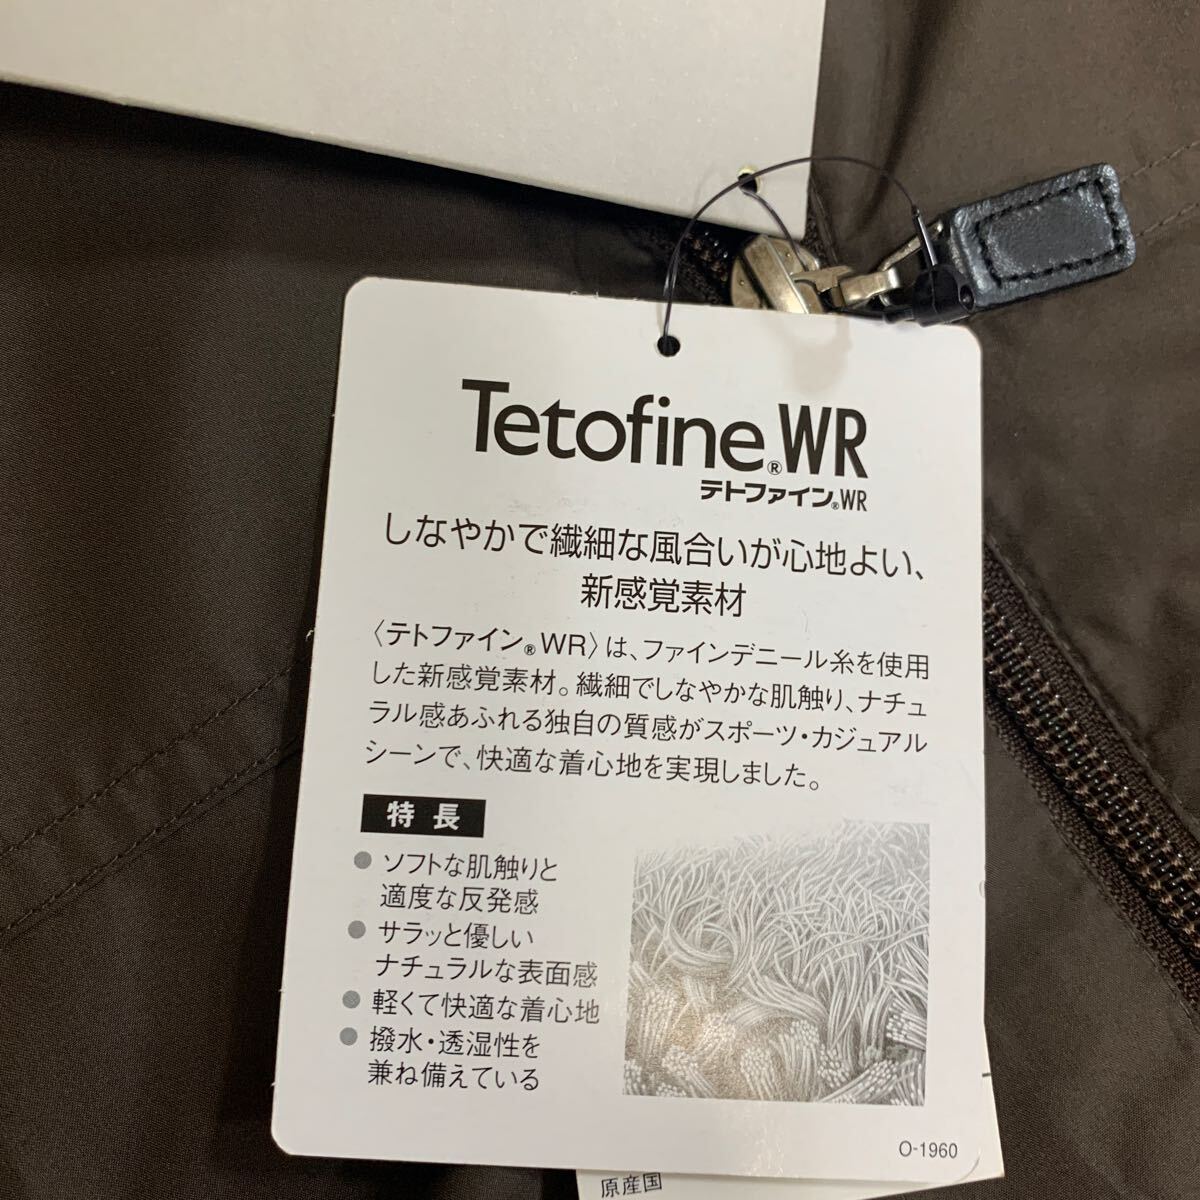 Tetofine®WR
テトファイン®WR
しなやかで繊細な風合いが心地よい、
新感覚素材
〈テトファイン®WR〉は、ファインデニール糸を使用
した新感覚素材。繊細でしなやかな肌触り、ナチュ
ラル感あふれる独自の質感がスポーツ・カジュアル
シーンで、快適な着心地を実現しました。
特長
● ソフトな肌触りと
適度な反発感
● サラッと優しい
ナチュラルな表面感
● 軽くて快適な着心地
● 撥水・透湿性を
兼ね備えている
O-1960
原産国